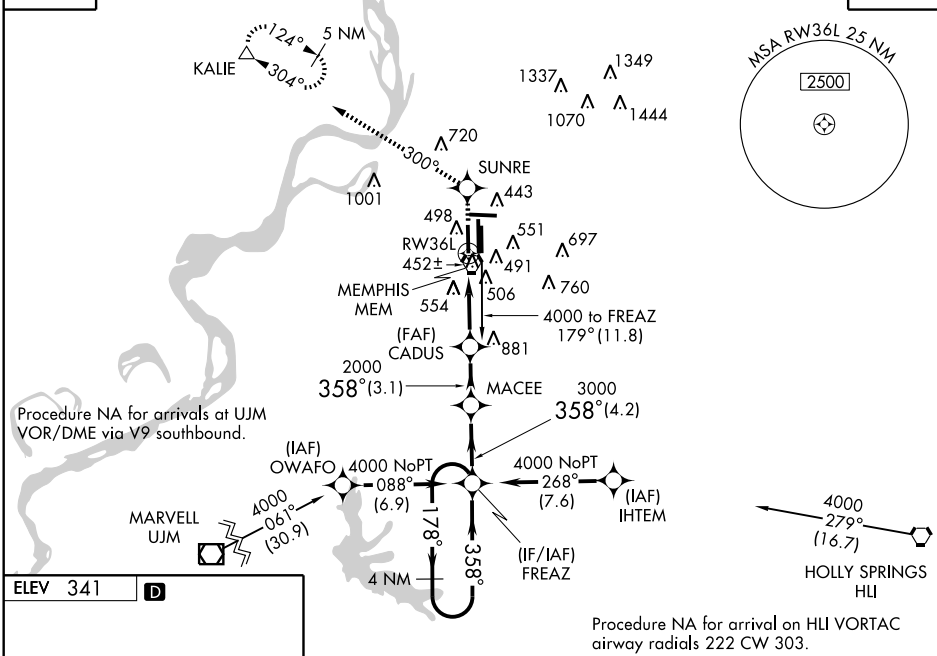 124°
5 NM
KALIE
304°
MSA RW36L 25 NM
2500
1337
1349
1070
1444
300°
720
SUNRE
1001
443
498
551
RW36L
697
452±
491
MEMPHIS
MEM
506
760
554
4000 to FREAZ
179° (11.8)
(FAF)
CADUS
881
2000
358° (3.1)
MACEE
3000
358° (4.2)
Procedure NA for arrivals at UJM
VOR/DME via V9 southbound.
(IAF)
OWAFO
4000 NoPT
088°
(6.9)
4000 NoPT
268°
(7.6)
(IAF)
IHTEM
4000
061°
(30.9)
MARVELL
UJM
178°
358°
(IF/IAF)
FREAZ
4000
279°
(16.7)
4 NM
HOLLY SPRINGS
HLI
ELEV 341 D
Procedure NA for arrival on HLI VORTAC
airway radials 222 CW 303.